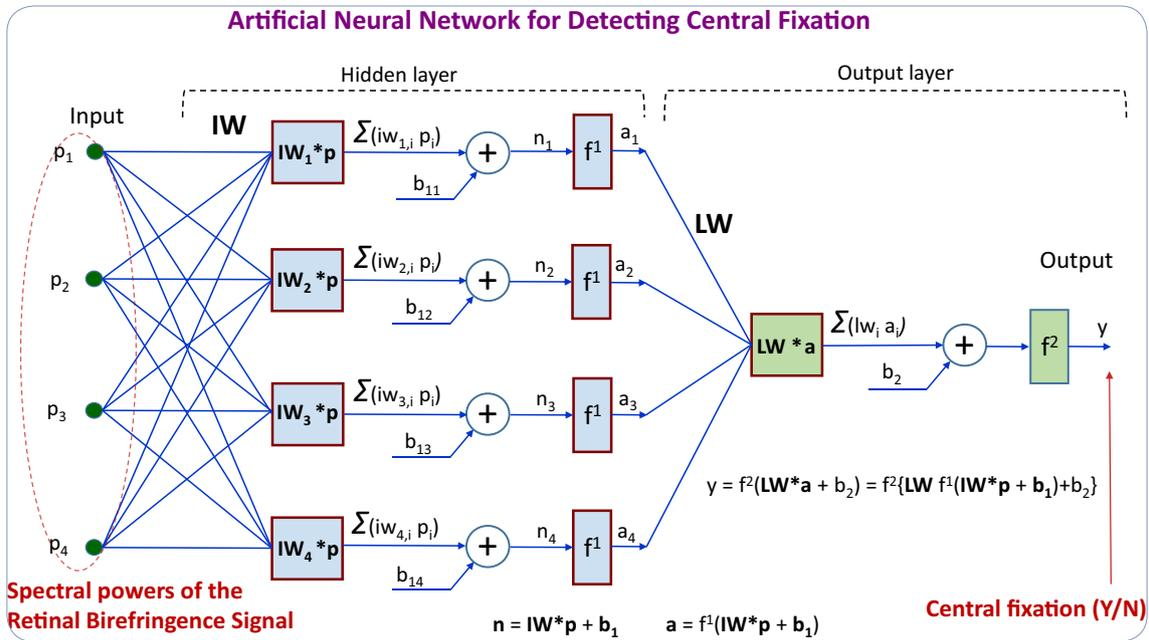 Artificial Neural Network for Detecting Central Fixation
Hidden layer
Output layer
Input
IW
p₁
IW₁*p
Σ(iw₁,ᵢ pᵢ)
+
b₁₁
n₁
f¹
a₁
LW
p₂
IW₂*p
Σ(iw₂,ᵢ pᵢ)
+
b₁₂
n₂
f¹
a₂
Output
LW *a
Σ(lwᵢ aᵢ)
+
b₂
f²
y
p₃
IW₃*p
Σ(iw₃,ᵢ pᵢ)
+
b₁₃
n₃
f¹
a₃
y = f²(LW*a + b₂) = f²{LW f¹(IW*p + b₁)+b₂}
p₄
IW₄*p
Σ(iw₄,ᵢ pᵢ)
+
b₁₄
n₄
f¹
a₄
Spectral powers of the
Retinal Birefringence Signal
Central fixation (Y/N)
n = IW*p + b₁
a = f¹(IW*p + b₁)